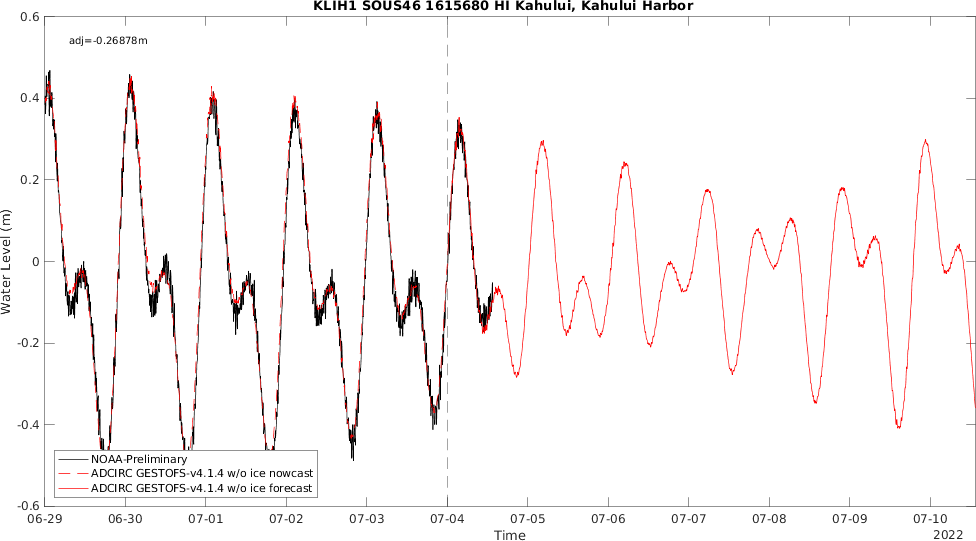 KLIH1 SOUS46 1615680 HI Kahului, Kahului Harbor
adj=-0.26878m
0.6
0.4
0.2
0
-0.2
-0.4
-0.6
Water Level (m)
NOAA-Preliminary
ADCIRC GESTOFS-v4.1.4 w/o ice nowcast
ADCIRC GESTOFS-v4.1.4 w/o ice forecast
06-29 06-30 07-01 07-02 07-03 07-04 07-05 07-06 07-07 07-08 07-09 07-10
Time 2022